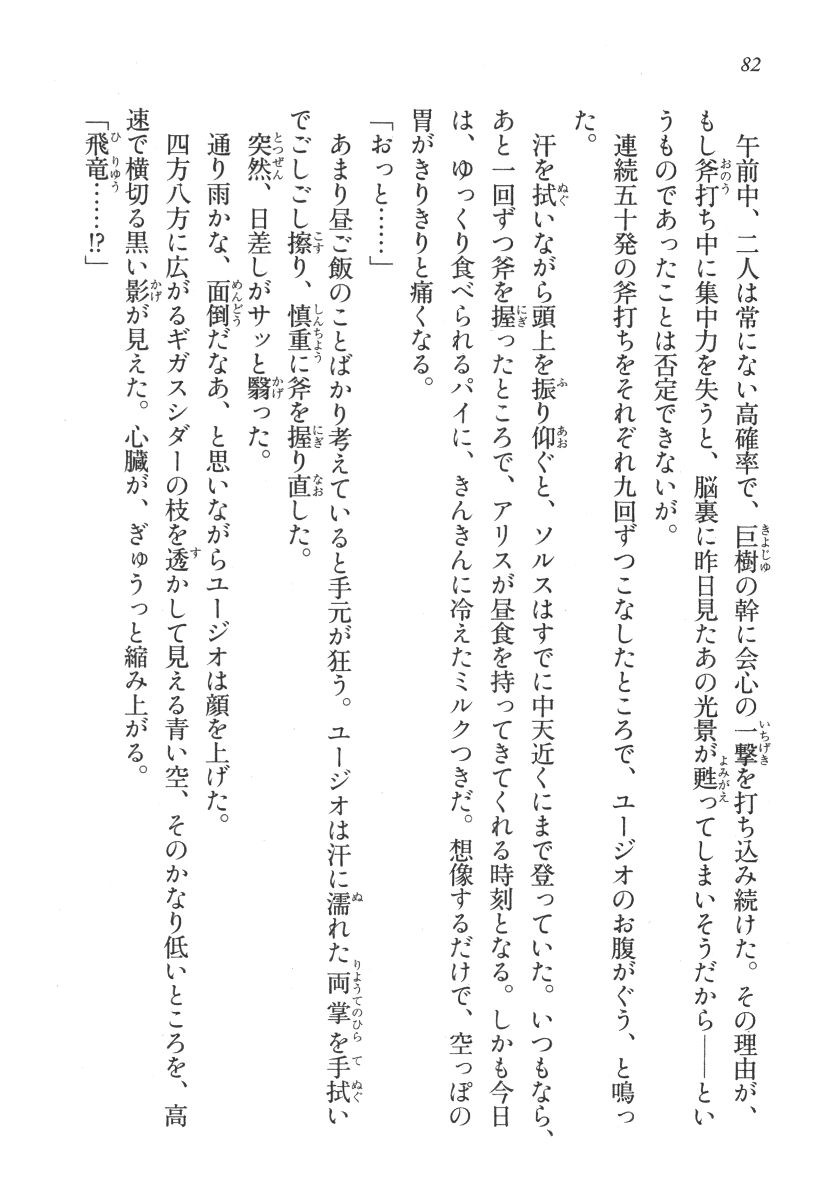 82
午前中、二人は常にない高確率で、巨樹の幹に会心の一撃を打ち込み続けた。その理由が、
もし斧打ち中に集中力を失うと、脳裏に昨日見たあの光景が甦ってしまいそうだから――とい
うものであったことは否定できないが。
連続五十発の斧打ちをそれぞれ九回ずつこなしたところで、ユージオのお腹がぐう、と鳴っ
た。
汗を拭いながら頭上を振り仰ぐと、ソルスはすでに中天近くにまで登っていた。いつもなら、
あと一回ずつ斧を握ったところで、アリスが昼食を持ってきてくれる時刻となる。しかも今日
は、ゆっくり食べられるパイに、きんきんに冷えたミルクつきだ。想像するだけで、空っぽの
胃がきりきりと痛くなる。
「おっと……」
あまり昼ご飯のことばかり考えていると手元が狂う。ユージオは汗に濡れた両掌を手拭い
でごしごし擦り、慎重に斧を握り直した。
突然、日差しがサッと翳った。
通り雨かな、面倒だなあ、と思いながらユージオは顔を上げた。
四方八方に広がるギガスシダーの枝を透かして見える青い空、そのかなり低いところを、高
速で横切る黒い影が見えた。心臓が、ぎゅうっと縮み上がる。
「飛竜……!?」